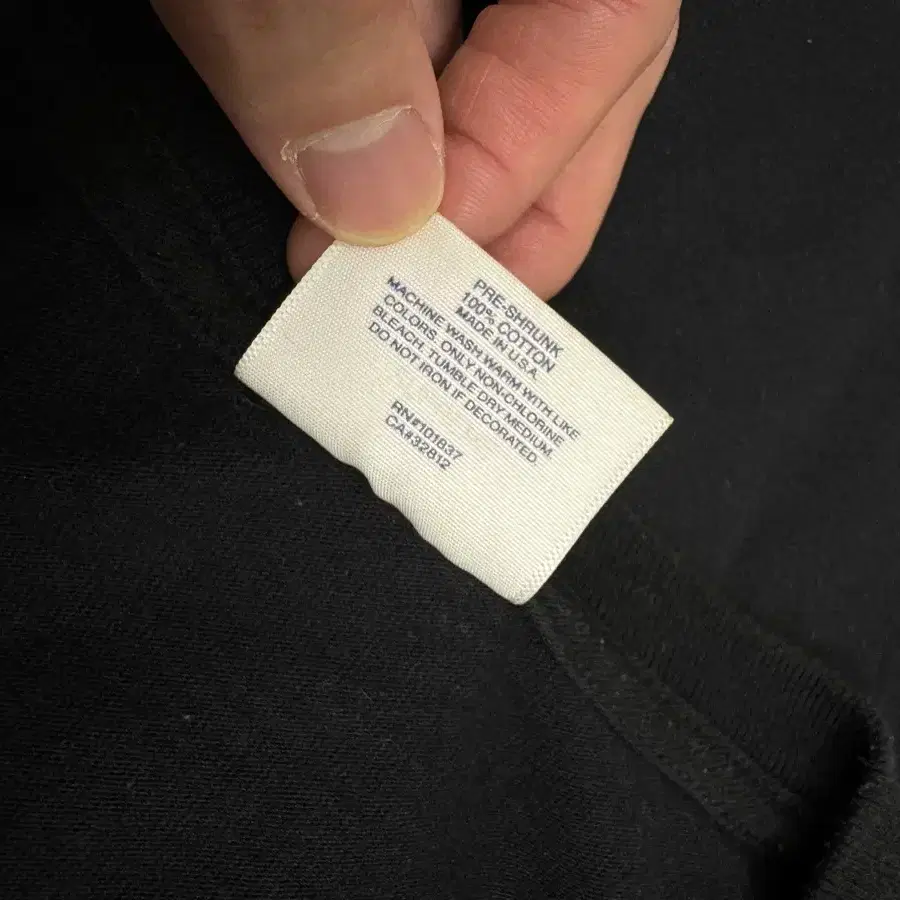 PRE-SHRUNK
100% COTTON
MADE IN U.S.A.
MACHINE WASH WARM WITH LIKE
COLORS. ONLY NON-CHLORINE
BLEACH. TUMBLE DRY MEDIUM.
DO NOT IRON IF DECORATED.
RN#101837
CA#32812